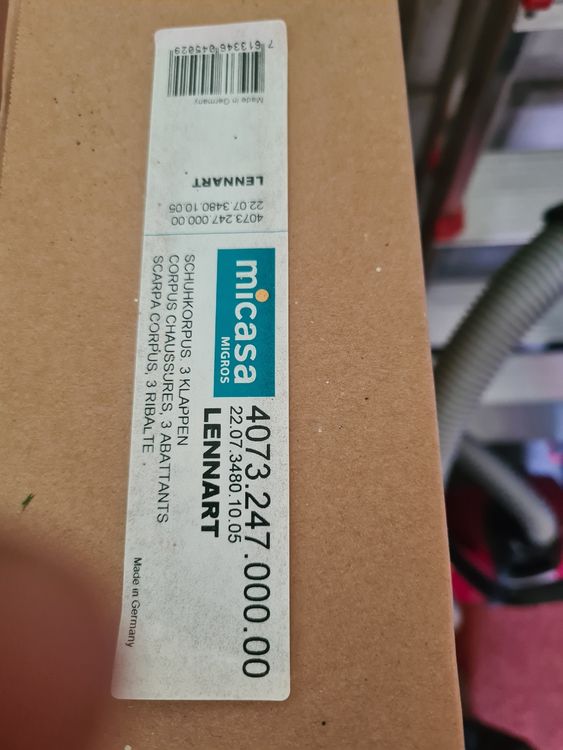 micasa
MIGROS
4073.247.000.00
22.07.3480.10.05
LENNART
SCHUHKORPUS, 3 KLAPPEN
CORPUS CHAUSSURES, 3 ABATTANTS
SCARPA CORPUS, 3 RIBALTE
Made in Germany
4073.247.000.00
22.07.3480.10.05
LENNART
Made in Germany
7 613346 045029